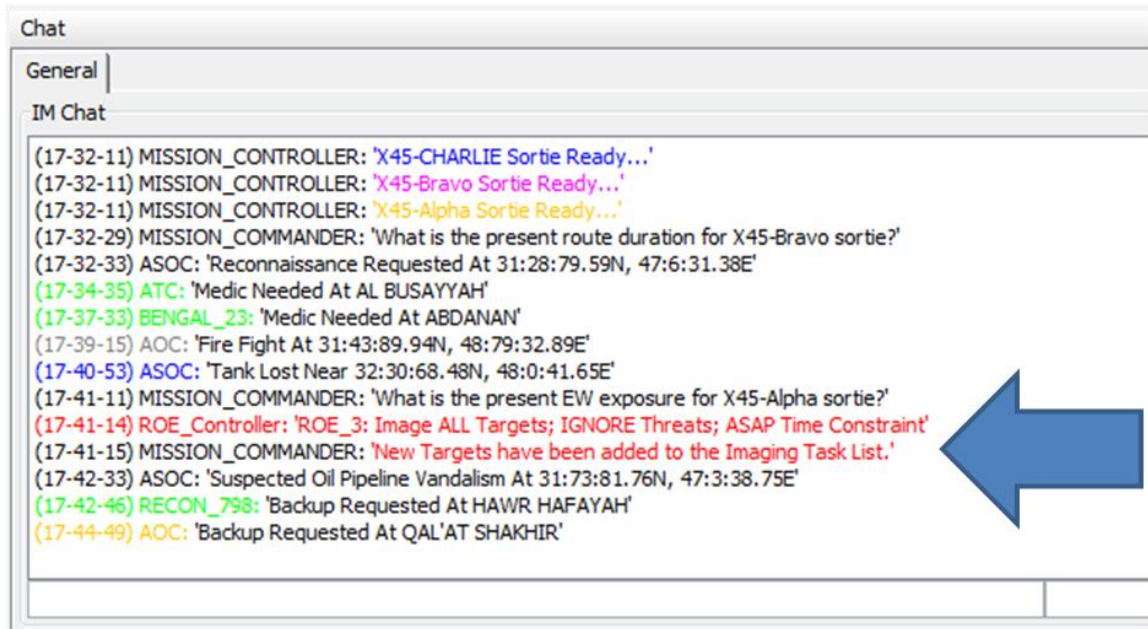 Chat
General
IM Chat
(17-32-11) MISSION_CONTROLLER: 'X45-CHARLIE Sortie Ready...'
(17-32-11) MISSION_CONTROLLER: 'X45-Bravo Sortie Ready...'
(17-32-11) MISSION_CONTROLLER: 'X45-Alpha Sortie Ready...'
(17-32-29) MISSION_COMMANDER: 'What is the present route duration for X45-Bravo sortie?'
(17-32-33) ASOC: 'Reconnaissance Requested At 31:28:79.59N, 47:6:31.38E'
(17-34-35) ATC: 'Medic Needed At AL BUSAYYAH'
(17-37-33) BENGAL_23: 'Medic Needed At ABDANAN'
(17-39-15) AOC: 'Fire Fight At 31:43:89.94N, 48:79:32.89E'
(17-40-53) ASOC: 'Tank Lost Near 32:30:68.48N, 48:0:41.65E'
(17-41-11) MISSION_COMMANDER: 'What is the present EW exposure for X45-Alpha sortie?'
(17-41-14) ROE_Controller: 'ROE_3: Image ALL Targets; IGNORE Threats; ASAP Time Constraint'
(17-41-15) MISSION_COMMANDER: 'New Targets have been added to the Imaging Task List.'
(17-42-33) ASOC: 'Suspected Oil Pipeline Vandalism At 31:73:81.76N, 47:3:38.75E'
(17-42-46) RECON_798: 'Backup Requested At HAWR HAFAYAH'
(17-44-49) AOC: 'Backup Requested At QAL'AT SHAKHIR'